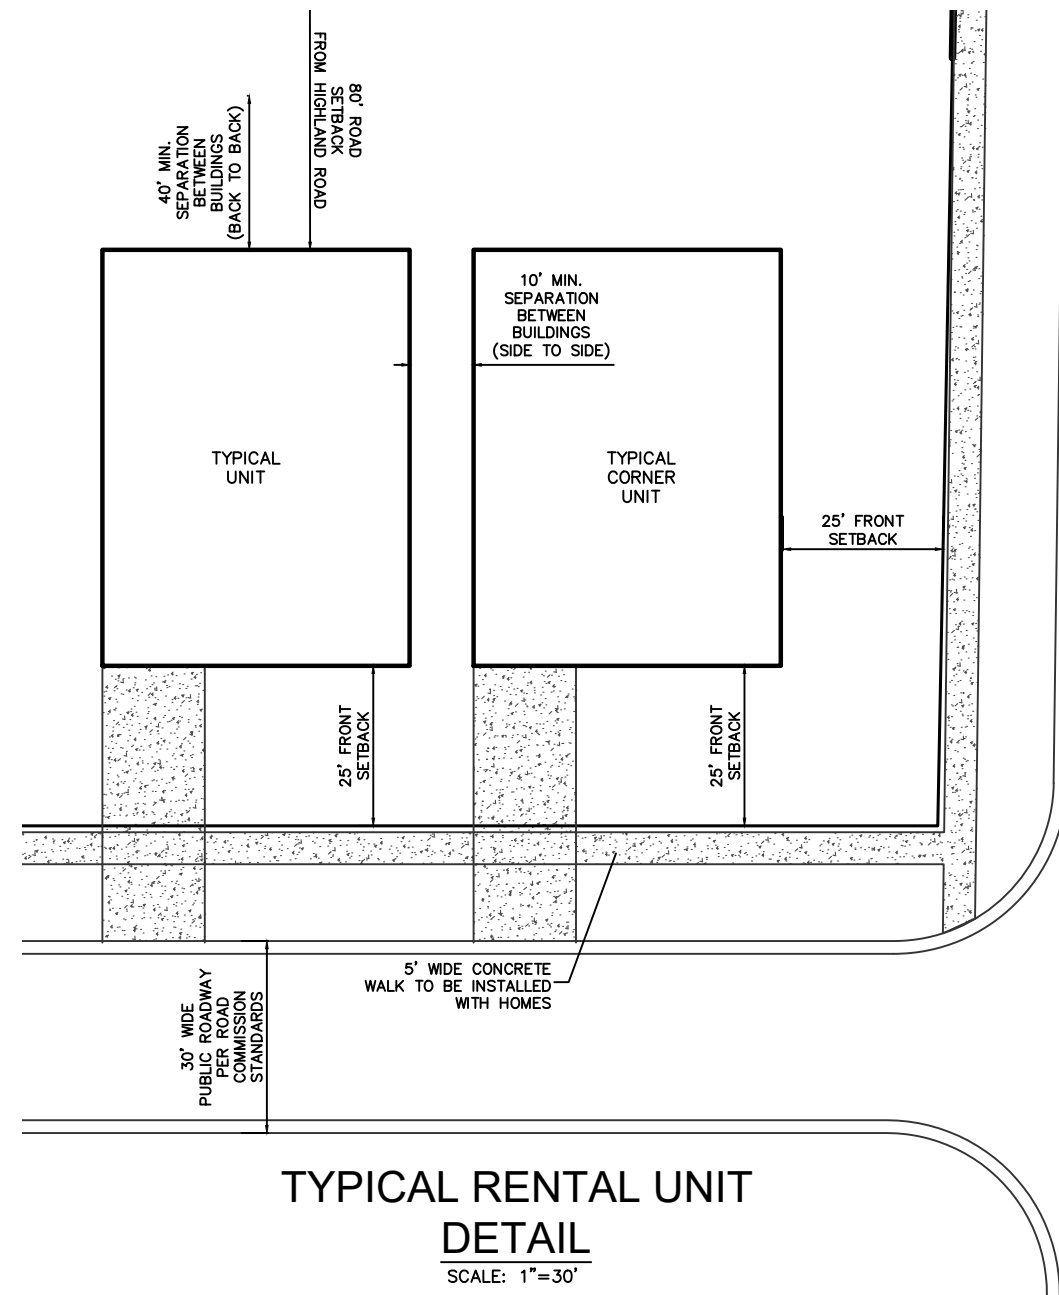 80' ROAD
SETBACK
FROM HIGHLAND ROAD
40' MIN.
SEPARATION
BETWEEN
BUILDINGS
(BACK TO BACK)
10' MIN.
SEPARATION
BETWEEN
BUILDINGS
(SIDE TO SIDE)
TYPICAL
UNIT
TYPICAL
CORNER
UNIT
25' FRONT
SETBACK
25' FRONT
SETBACK
25' FRONT
SETBACK
5' WIDE CONCRETE
WALK TO BE INSTALLED
WITH HOMES
30' WIDE
PUBLIC ROADWAY
PER ROAD
COMMISSION
STANDARDS
TYPICAL RENTAL UNIT
DETAIL
SCALE: 1"=30'